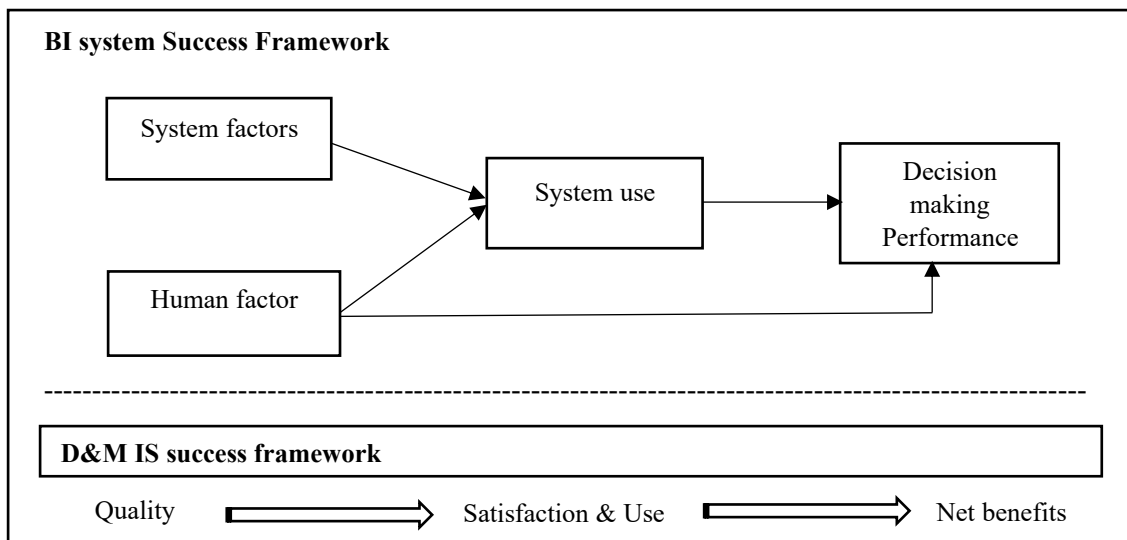 BI system Success Framework
System factors
System use
Decision
making
Performance
Human factor
D&M IS success framework
Quality
Satisfaction & Use
Net benefits